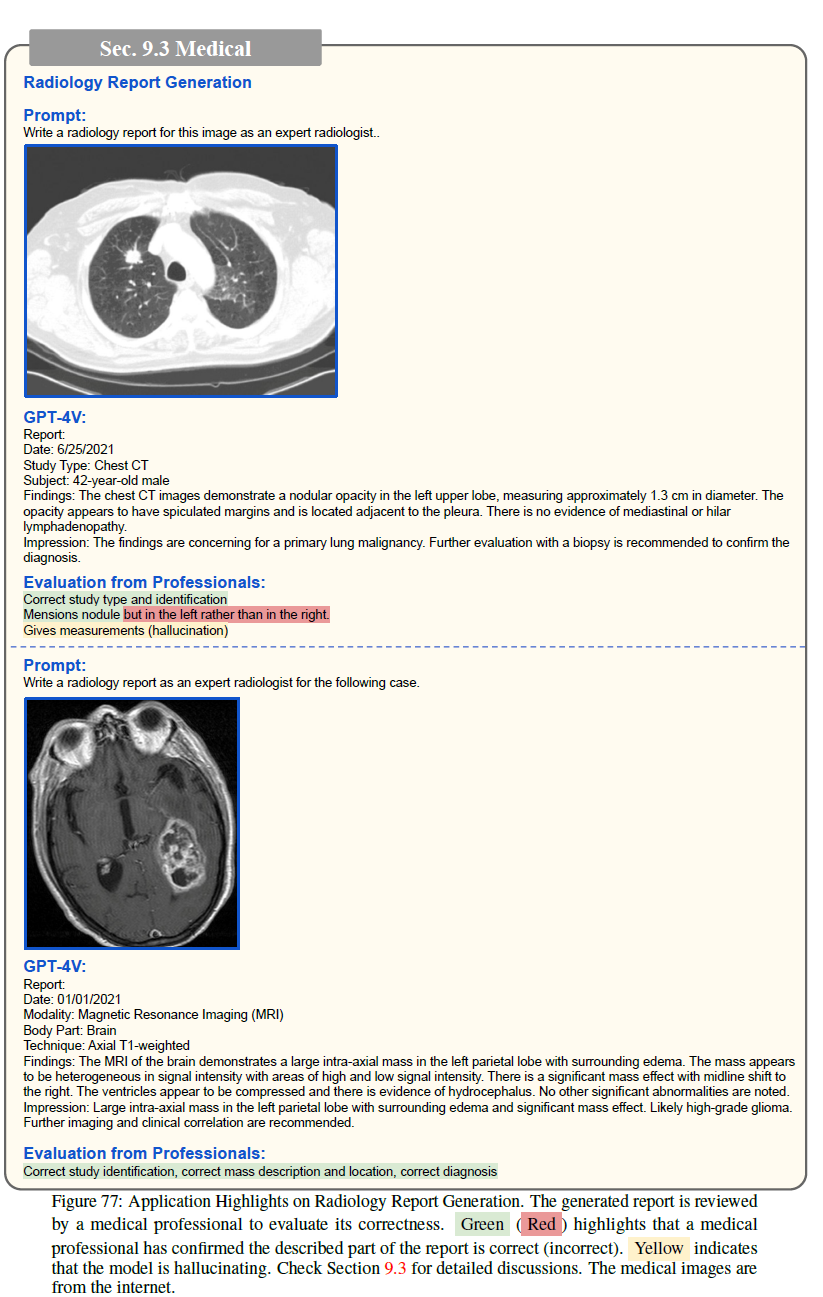 Sec. 9.3 Medical
Radiology Report Generation
Prompt:
Write a radiology report for this image as an expert radiologist..
GPT-4V:
Report:
Date: 6/25/2021
Study Type: Chest CT
Subject: 42-year-old male
Findings: The chest CT images demonstrate a nodular opacity in the left upper lobe, measuring approximately 1.3 cm in diameter. The
opacity appears to have spiculated margins and is located adjacent to the pleura. There is no evidence of mediastinal or hilar
lymphadenopathy.
Impression: The findings are concerning for a primary lung malignancy. Further evaluation with a biopsy is recommended to confirm the
diagnosis.
Evaluation from Professionals:
Correct study type and identification
Mensions nodule but in the left rather than in the right.
Gives measurements (hallucination)
Prompt:
Write a radiology report as an expert radiologist for the following case.
GPT-4V:
Report:
Date: 01/01/2021
Modality: Magnetic Resonance Imaging (MRI)
Body Part: Brain
Technique: Axial T1-weighted
Findings: The MRI of the brain demonstrates a large intra-axial mass in the left parietal lobe with surrounding edema. The mass appears
to be heterogeneous in signal intensity with areas of high and low signal intensity. There is a significant mass effect with midline shift to
the right. The ventricles appear to be compressed and there is evidence of hydrocephalus. No other significant abnormalities are noted.
Impression: Large intra-axial mass in the left parietal lobe with surrounding edema and significant mass effect. Likely high-grade glioma.
Further imaging and clinical correlation are recommended.
Evaluation from Professionals:
Correct study identification, correct mass description and location, correct diagnosis
Figure 77: Application Highlights on Radiology Report Generation. The generated report is reviewed
by a medical professional to evaluate its correctness. Green (Red) highlights that a medical
professional has confirmed the described part of the report is correct (incorrect). Yellow indicates
that the model is hallucinating. Check Section 9.3 for detailed discussions. The medical images are
from the internet.